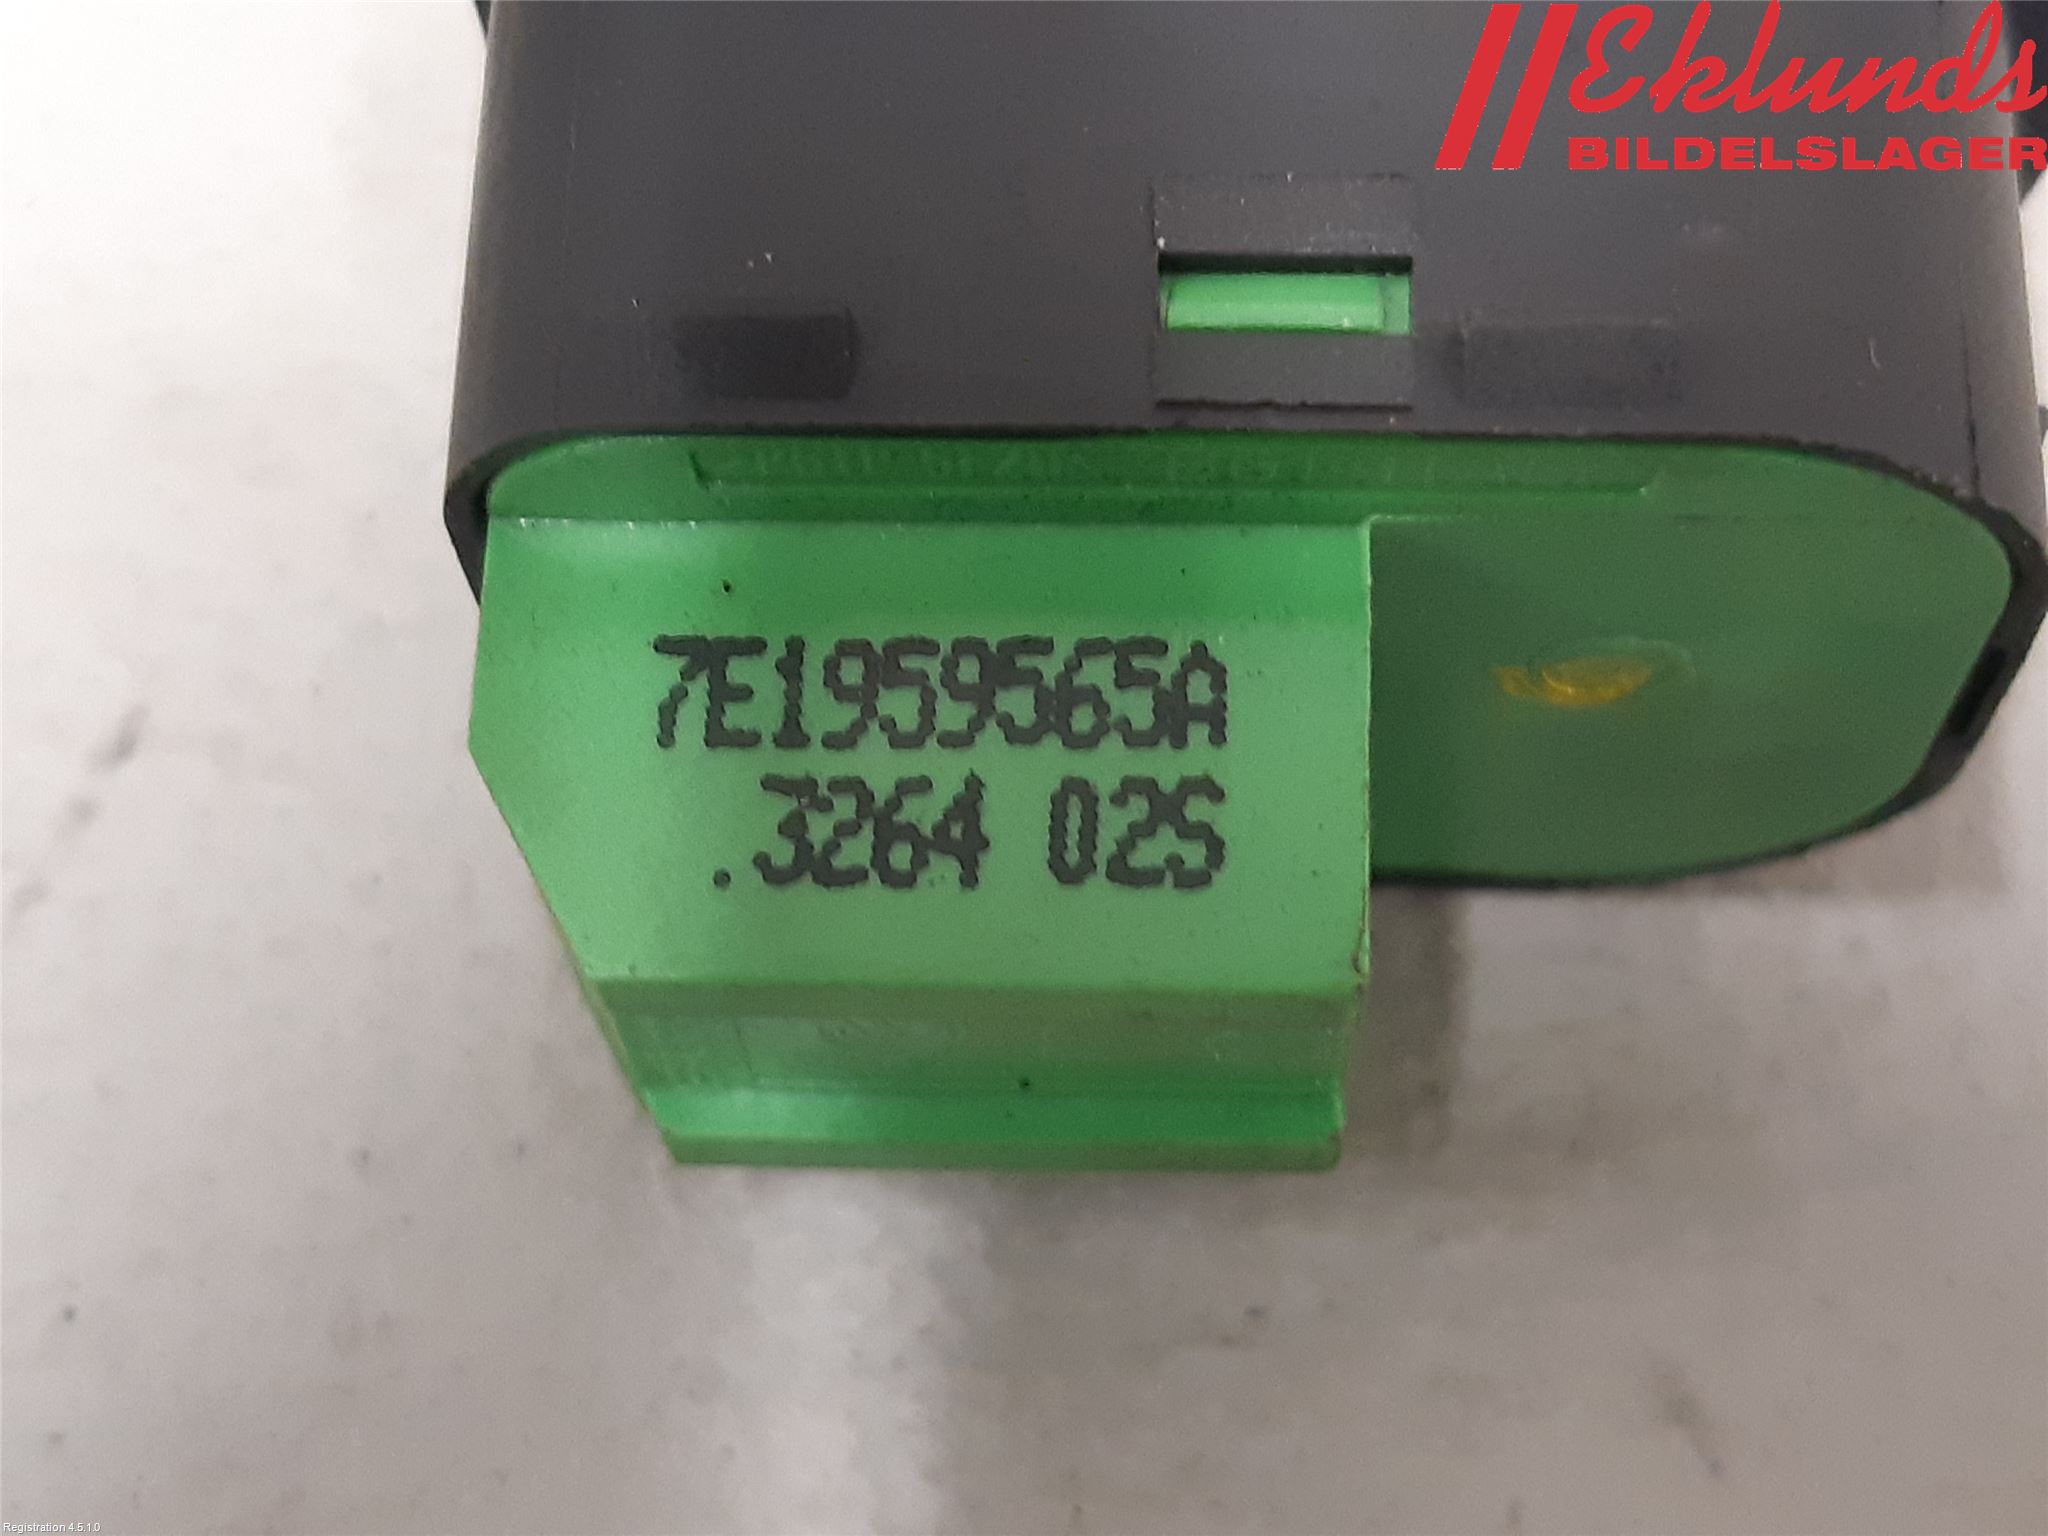 Eklunds
BILDELSLAGER
7E1959565A
.3264 02S
Registration 4.5.1.0